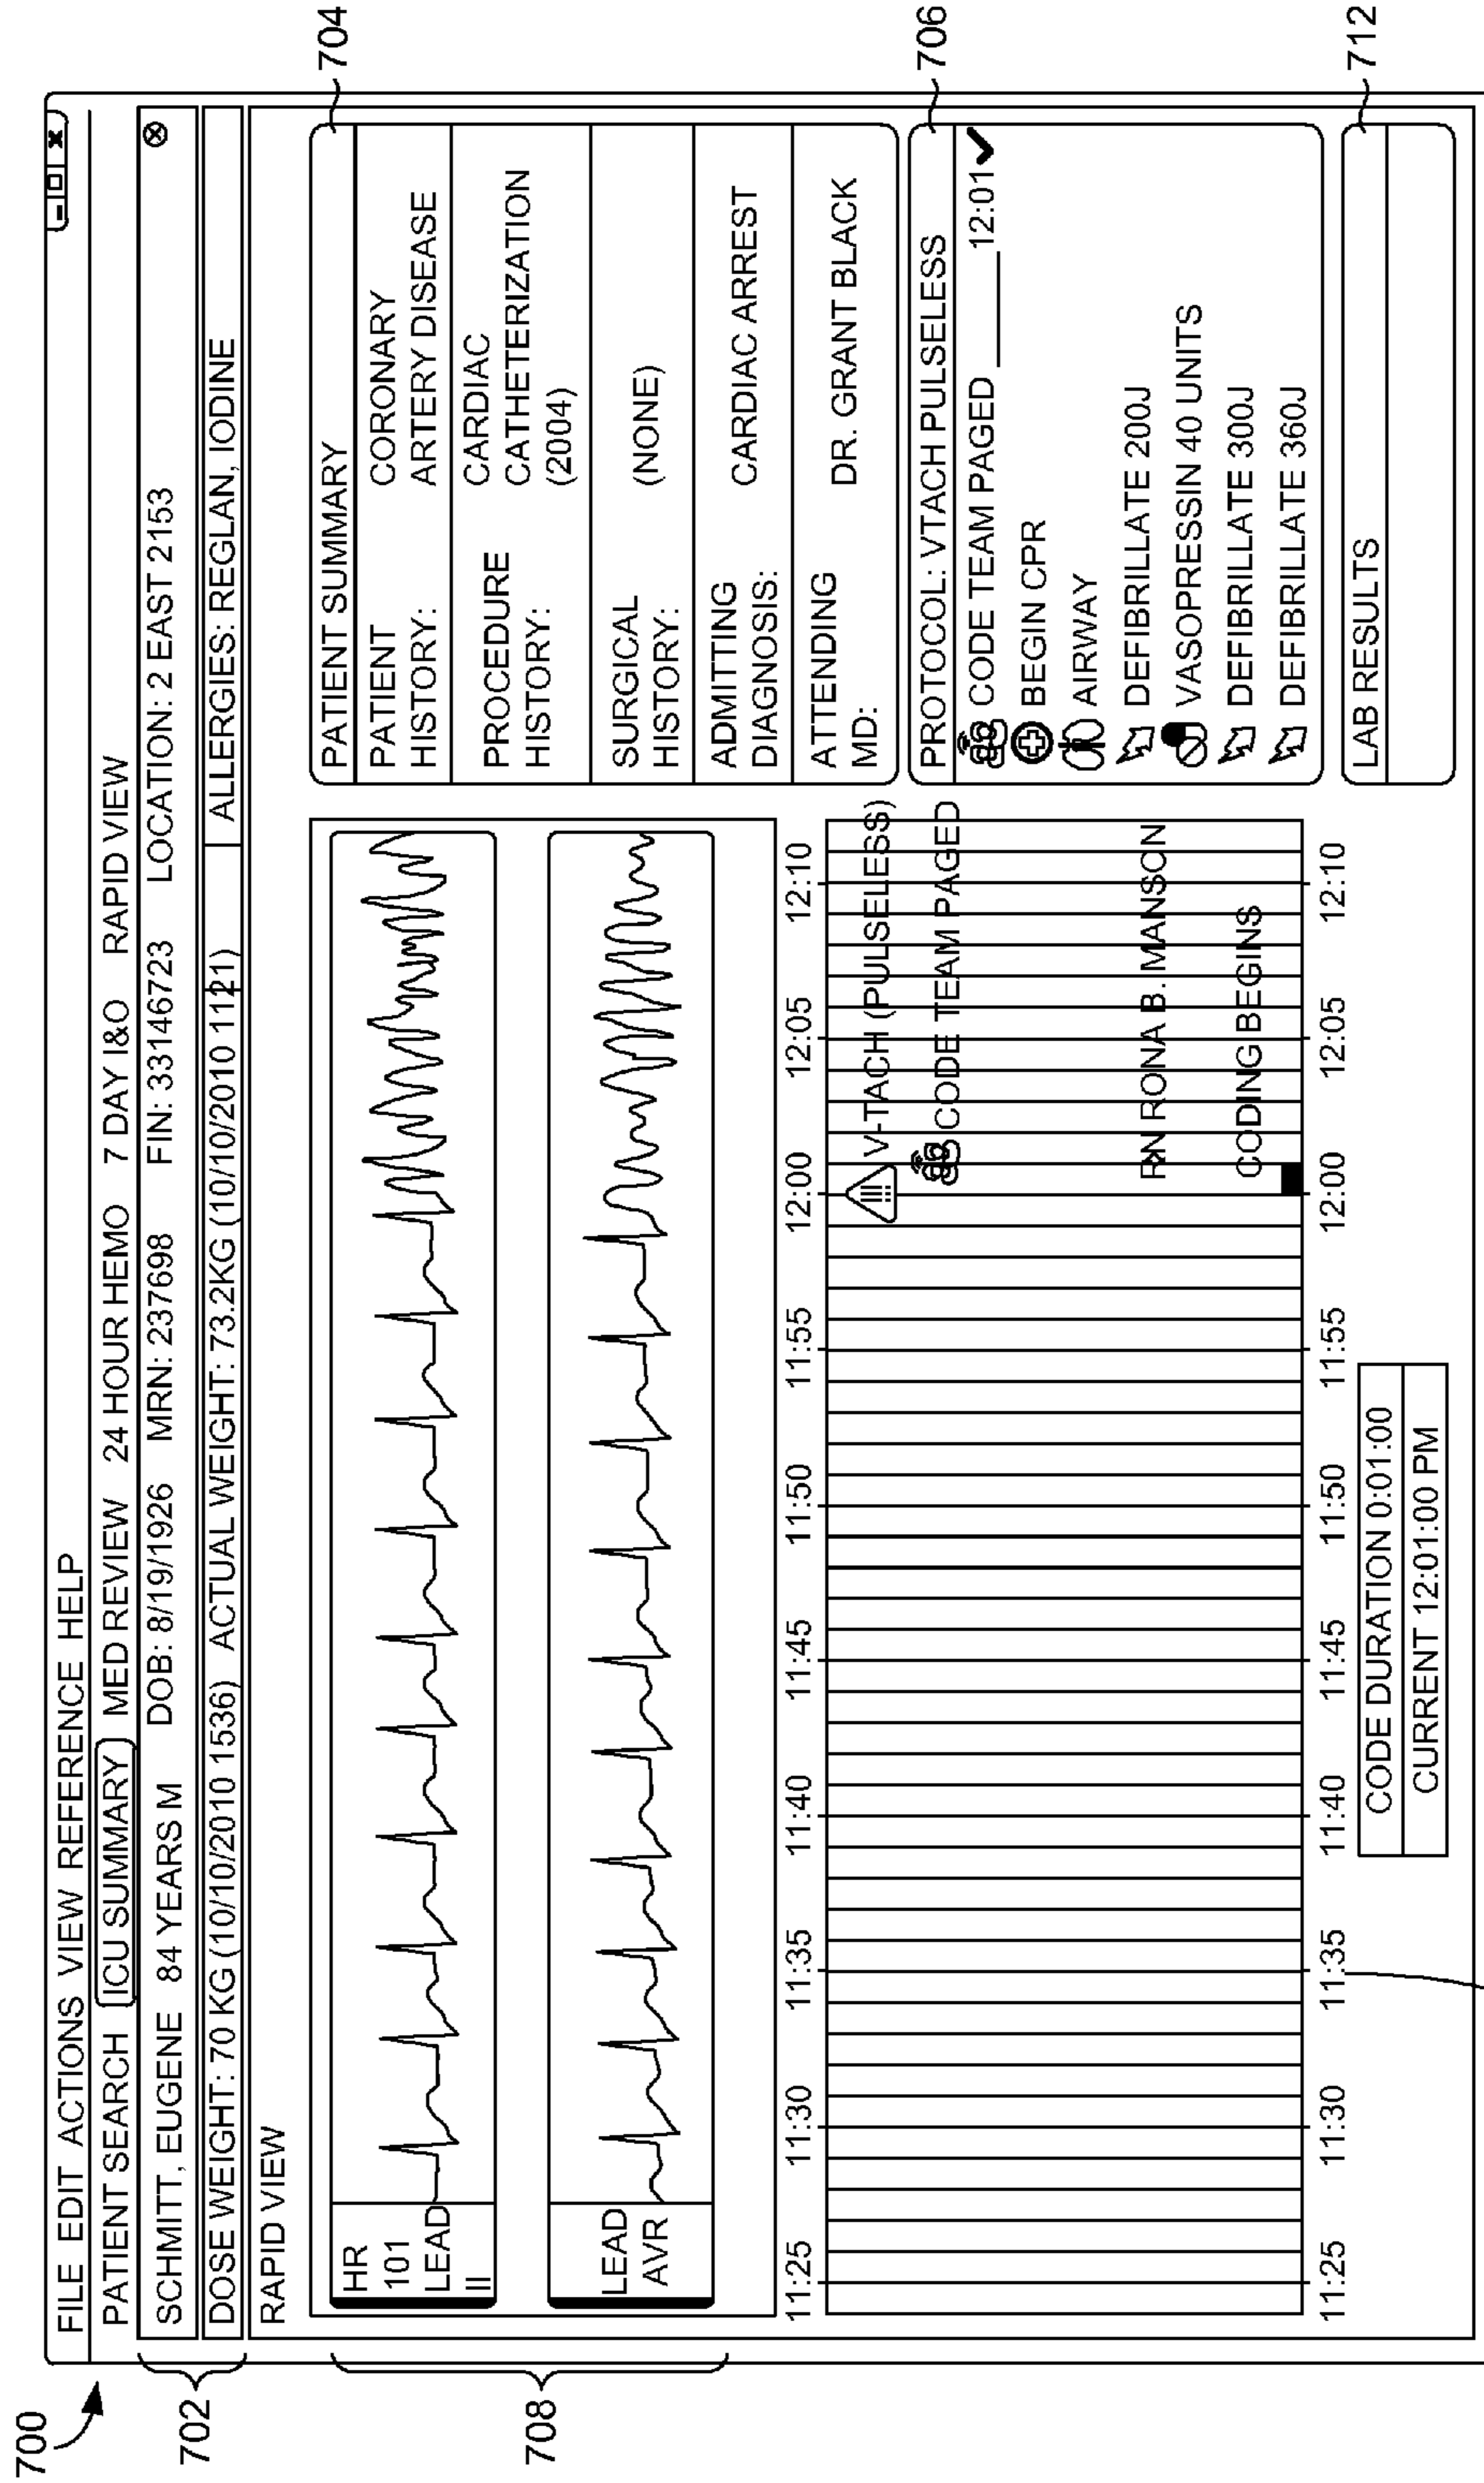 700
FILE EDIT ACTIONS VIEW REFERENCE HELP
PATIENT SEARCH ICU SUMMARY MED REVIEW 24 HOUR HEMO 7 DAY I&O RAPID VIEW
702
SCHMITT, EUGENE 84 YEARS M DOB: 8/19/1926 MRN: 237698 FIN: 33146723 LOCATION: 2 EAST 2153
DOSE WEIGHT: 70 KG (10/10/2010 1536) ACTUAL WEIGHT: 73.2KG (10/10/2010 1121) ALLERGIES: REGLAN, IODINE
RAPID VIEW
708
HR
101
LEAD
II
LEAD
AVR
11:25 11:30 11:35 11:40 11:45 11:50 11:55 12:00 12:05 12:10
V-TACH (PULSELESS)
CODE TEAM PAGED
RN RONA B. MANSON
CODING BEGINS
11:25 11:30 11:35 11:40 11:45 11:50 11:55 12:00 12:05 12:10
CODE DURATION 0:01:00
CURRENT 12:01:00 PM
704
PATIENT SUMMARY
PATIENT HISTORY: CORONARY ARTERY DISEASE
PROCEDURE HISTORY: CARDIAC CATHETERIZATION (2004)
SURGICAL HISTORY: (NONE)
ADMITTING DIAGNOSIS: CARDIAC ARREST
ATTENDING MD: DR. GRANT BLACK
706
PROTOCOL: VTACH PULSELESS
CODE TEAM PAGED 12:01
BEGIN CPR
AIRWAY
DEFIBRILLATE 200J
VASOPRESSIN 40 UNITS
DEFIBRILLATE 300J
DEFIBRILLATE 360J
712
LAB RESULTS